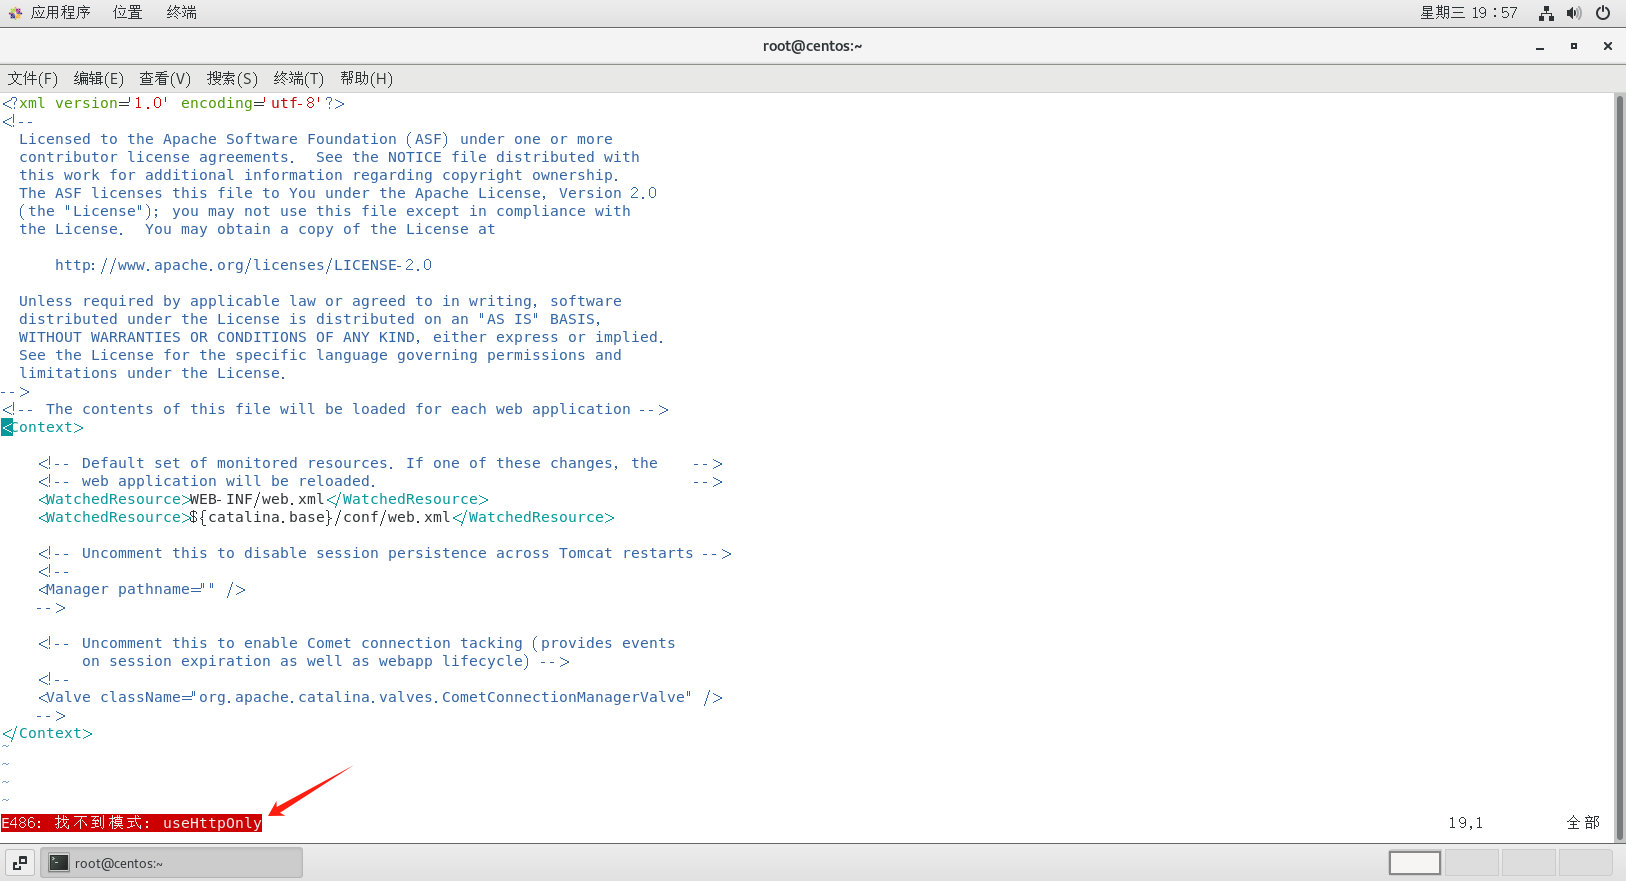 应用程序 位置 终端 星期三 19：57
root@centos:~
文件(F) 编辑(E) 查看(V) 搜索(S) 终端(T) 帮助(H)
<?xml version='1.0' encoding='utf-8'?>
<!--
  Licensed to the Apache Software Foundation (ASF) under one or more
  contributor license agreements.  See the NOTICE file distributed with
  this work for additional information regarding copyright ownership.
  The ASF licenses this file to You under the Apache License, Version 2.0
  (the "License"); you may not use this file except in compliance with
  the License.  You may obtain a copy of the License at
      http://www.apache.org/licenses/LICENSE-2.0
  Unless required by applicable law or agreed to in writing, software
  distributed under the License is distributed on an "AS IS" BASIS,
  WITHOUT WARRANTIES OR CONDITIONS OF ANY KIND, either express or implied.
  See the License for the specific language governing permissions and
  limitations under the License.
-->
<!-- The contents of this file will be loaded for each web application -->
<Context>
    <!-- Default set of monitored resources. If one of these changes, the    -->
    <!-- web application will be reloaded.                                   -->
    <WatchedResource>WEB-INF/web.xml</WatchedResource>
    <WatchedResource>${catalina.base}/conf/web.xml</WatchedResource>
    <!-- Uncomment this to disable session persistence across Tomcat restarts -->
    <!--
    <Manager pathname="" />
    -->
    <!-- Uncomment this to enable Comet connection tacking (provides events
         on session expiration as well as webapp lifecycle) -->
    <!--
    <Valve className="org.apache.catalina.valves.CometConnectionManagerValve" />
    -->
</Context>
~
~
~
~
E486: 找不到模式: useHttpOnly 19,1 全部
root@centos:~